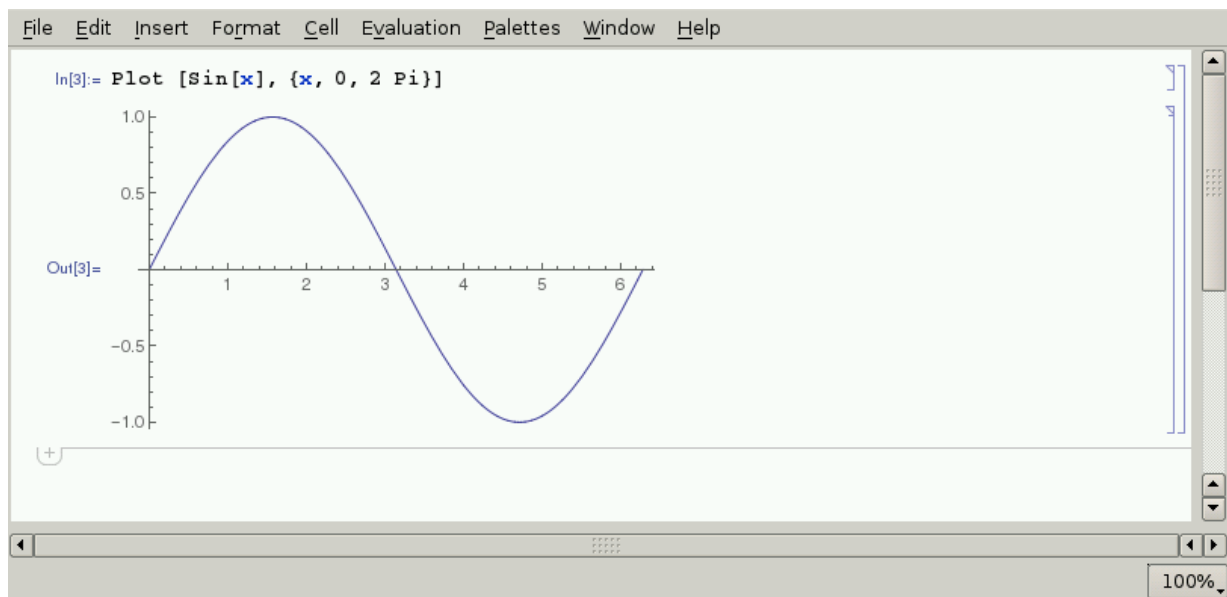 File Edit Insert Format Cell Evaluation Palettes Window Help
In[3]:= Plot [Sin[x], {x, 0, 2 Pi}]
1.0
0.5
Out[3]=
1 2 3 4 5 6
−0.5
−1.0
+
100%